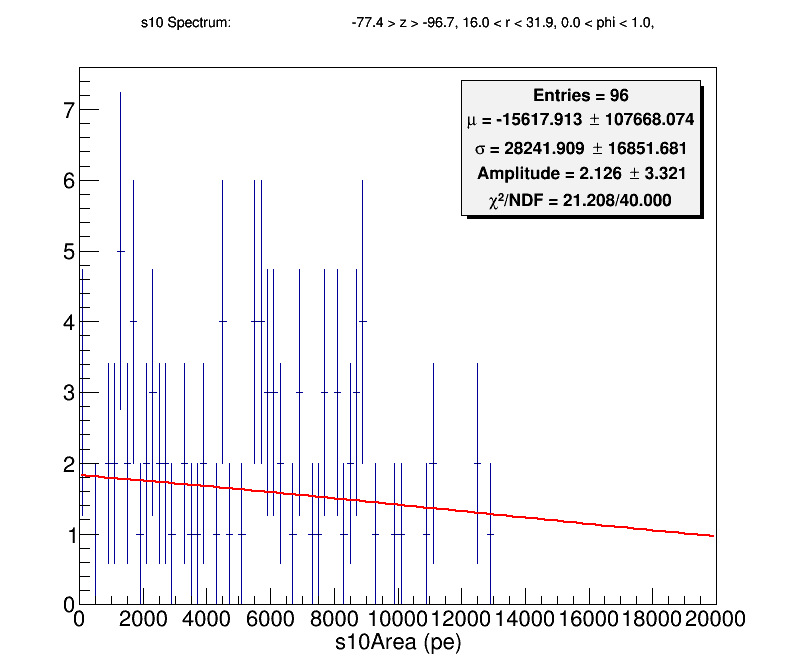 s10 Spectrum: -77.4 > z > -96.7, 16.0 < r < 31.9, 0.0 < phi < 1.0,
Entries = 96
μ = -15617.913 ± 107668.074
σ = 28241.909 ± 16851.681
Amplitude = 2.126 ± 3.321
χ²/NDF = 21.208/40.000
7
6
5
4
3
2
1
0
0 2000 4000 6000 8000 10000 12000 14000 16000 18000 20000
s10Area (pe)